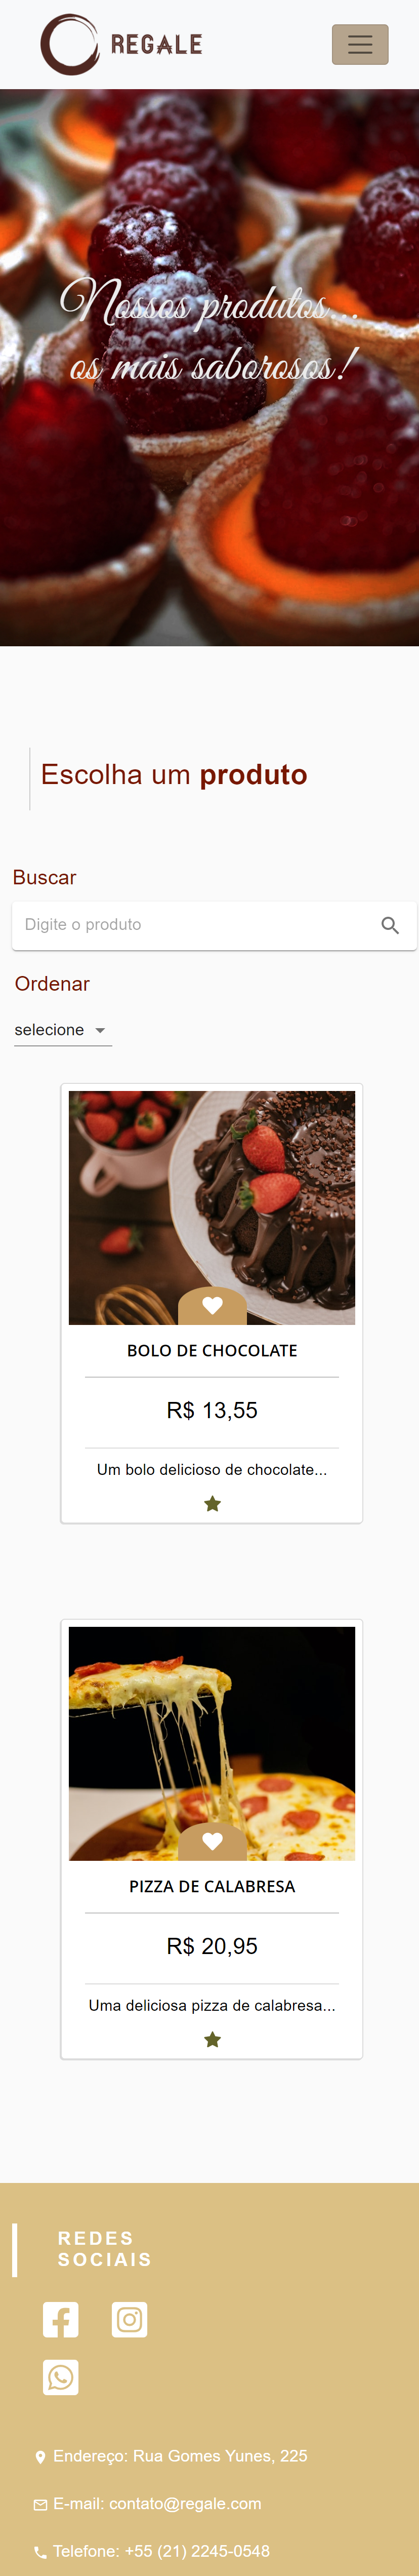 REGALE
Nossos produtos...
os mais saborosos!
Escolha um produto
Buscar
Digite o produto
Ordenar
selecione
BOLO DE CHOCOLATE
R$ 13,55
Um bolo delicioso de chocolate...
PIZZA DE CALABRESA
R$ 20,95
Uma deliciosa pizza de calabresa...
REDES
SOCIAIS
Endereço: Rua Gomes Yunes, 225
E-mail: contato@regale.com
Telefone: +55 (21) 2245-0548